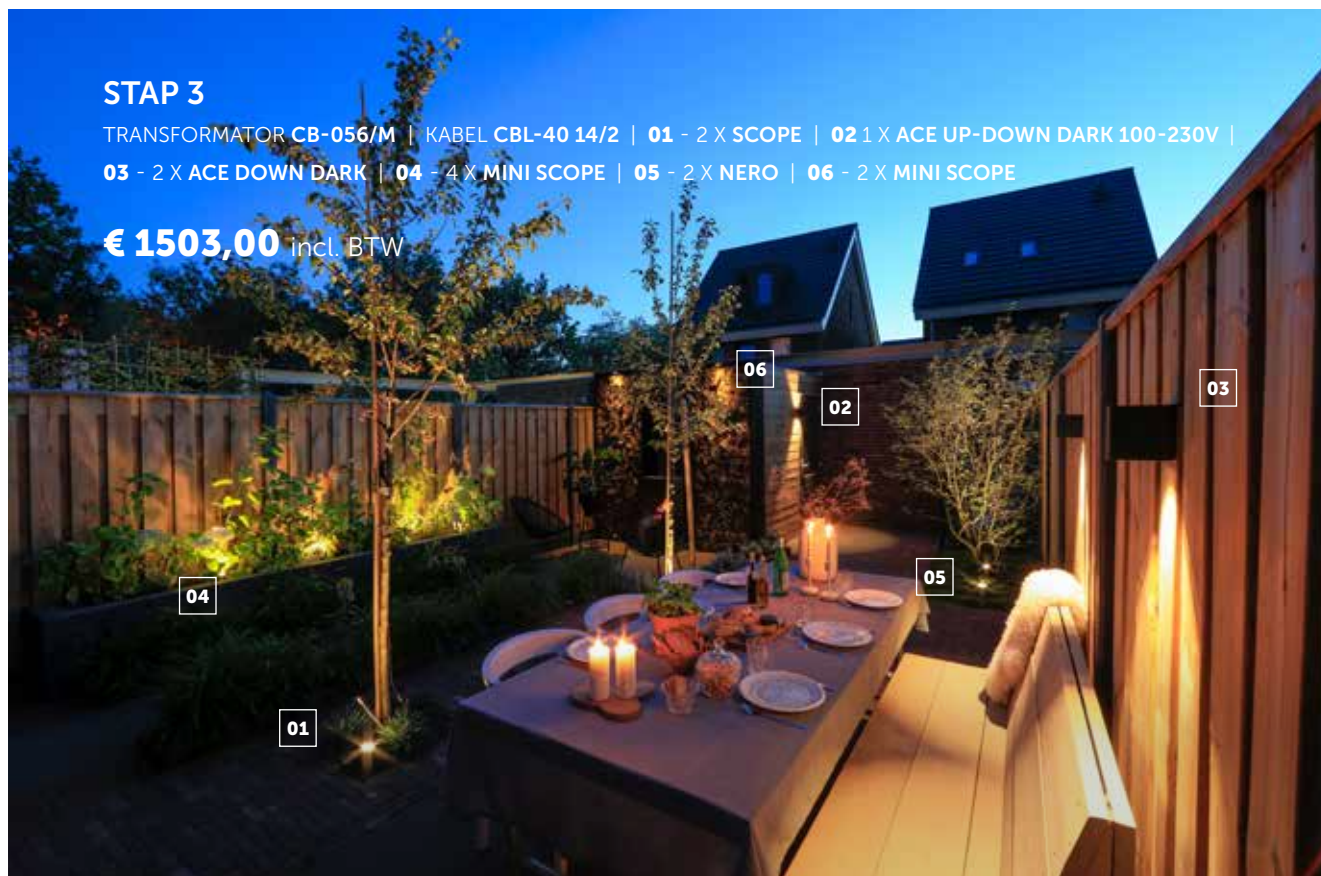 STAP 3
TRANSFORMATOR CB-056/M | KABEL CBL-40 14/2 | 01 - 2 X SCOPE | 02 1 X ACE UP-DOWN DARK 100-230V |
03 - 2 X ACE DOWN DARK | 04 - 4 X MINI SCOPE | 05 - 2 X NERO | 06 - 2 X MINI SCOPE
€ 1503,00 incl. BTW
06
03
02
05
04
01